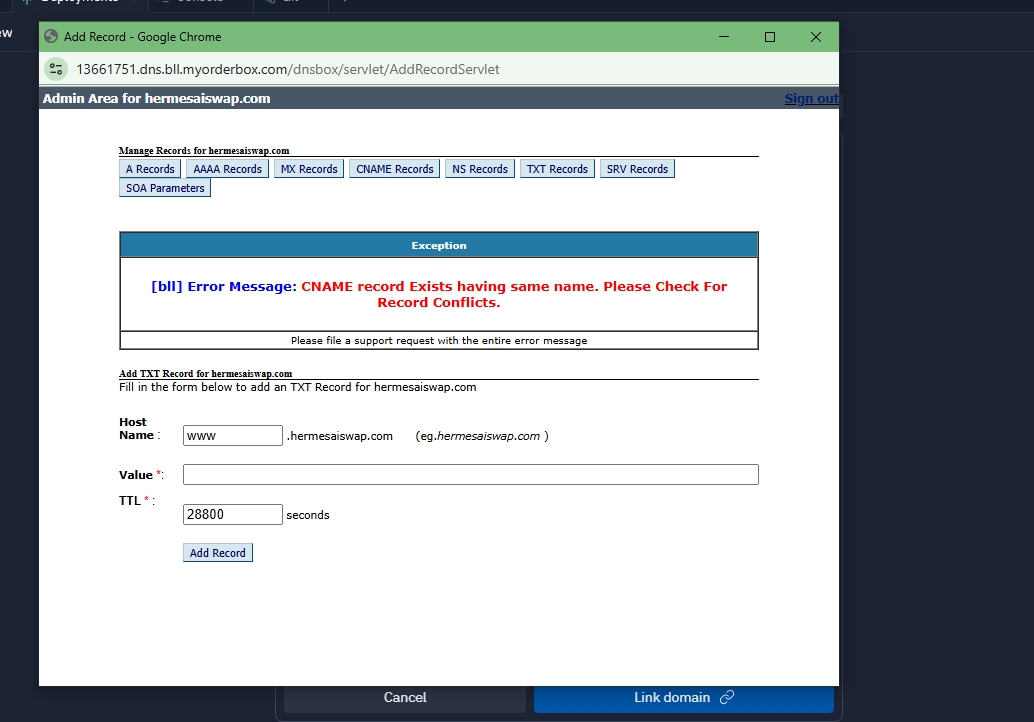 ew
Add Record - Google Chrome
13661751.dns.bll.myorderbox.com/dnsbox/servlet/AddRecordServlet
Admin Area for hermesaiswap.com Sign out
Manage Records for hermesaiswap.com
A Records AAAA Records MX Records CNAME Records NS Records TXT Records SRV Records
SOA Parameters
Exception
[bll] Error Message: CNAME record Exists having same name. Please Check For
Record Conflicts.
Please file a support request with the entire error message
Add TXT Record for hermesaiswap.com
Fill in the form below to add an TXT Record for hermesaiswap.com
Host
Name : www .hermesaiswap.com (eg.hermesaiswap.com )
Value *:
TTL * :
28800 seconds
Add Record
Cancel Link domain